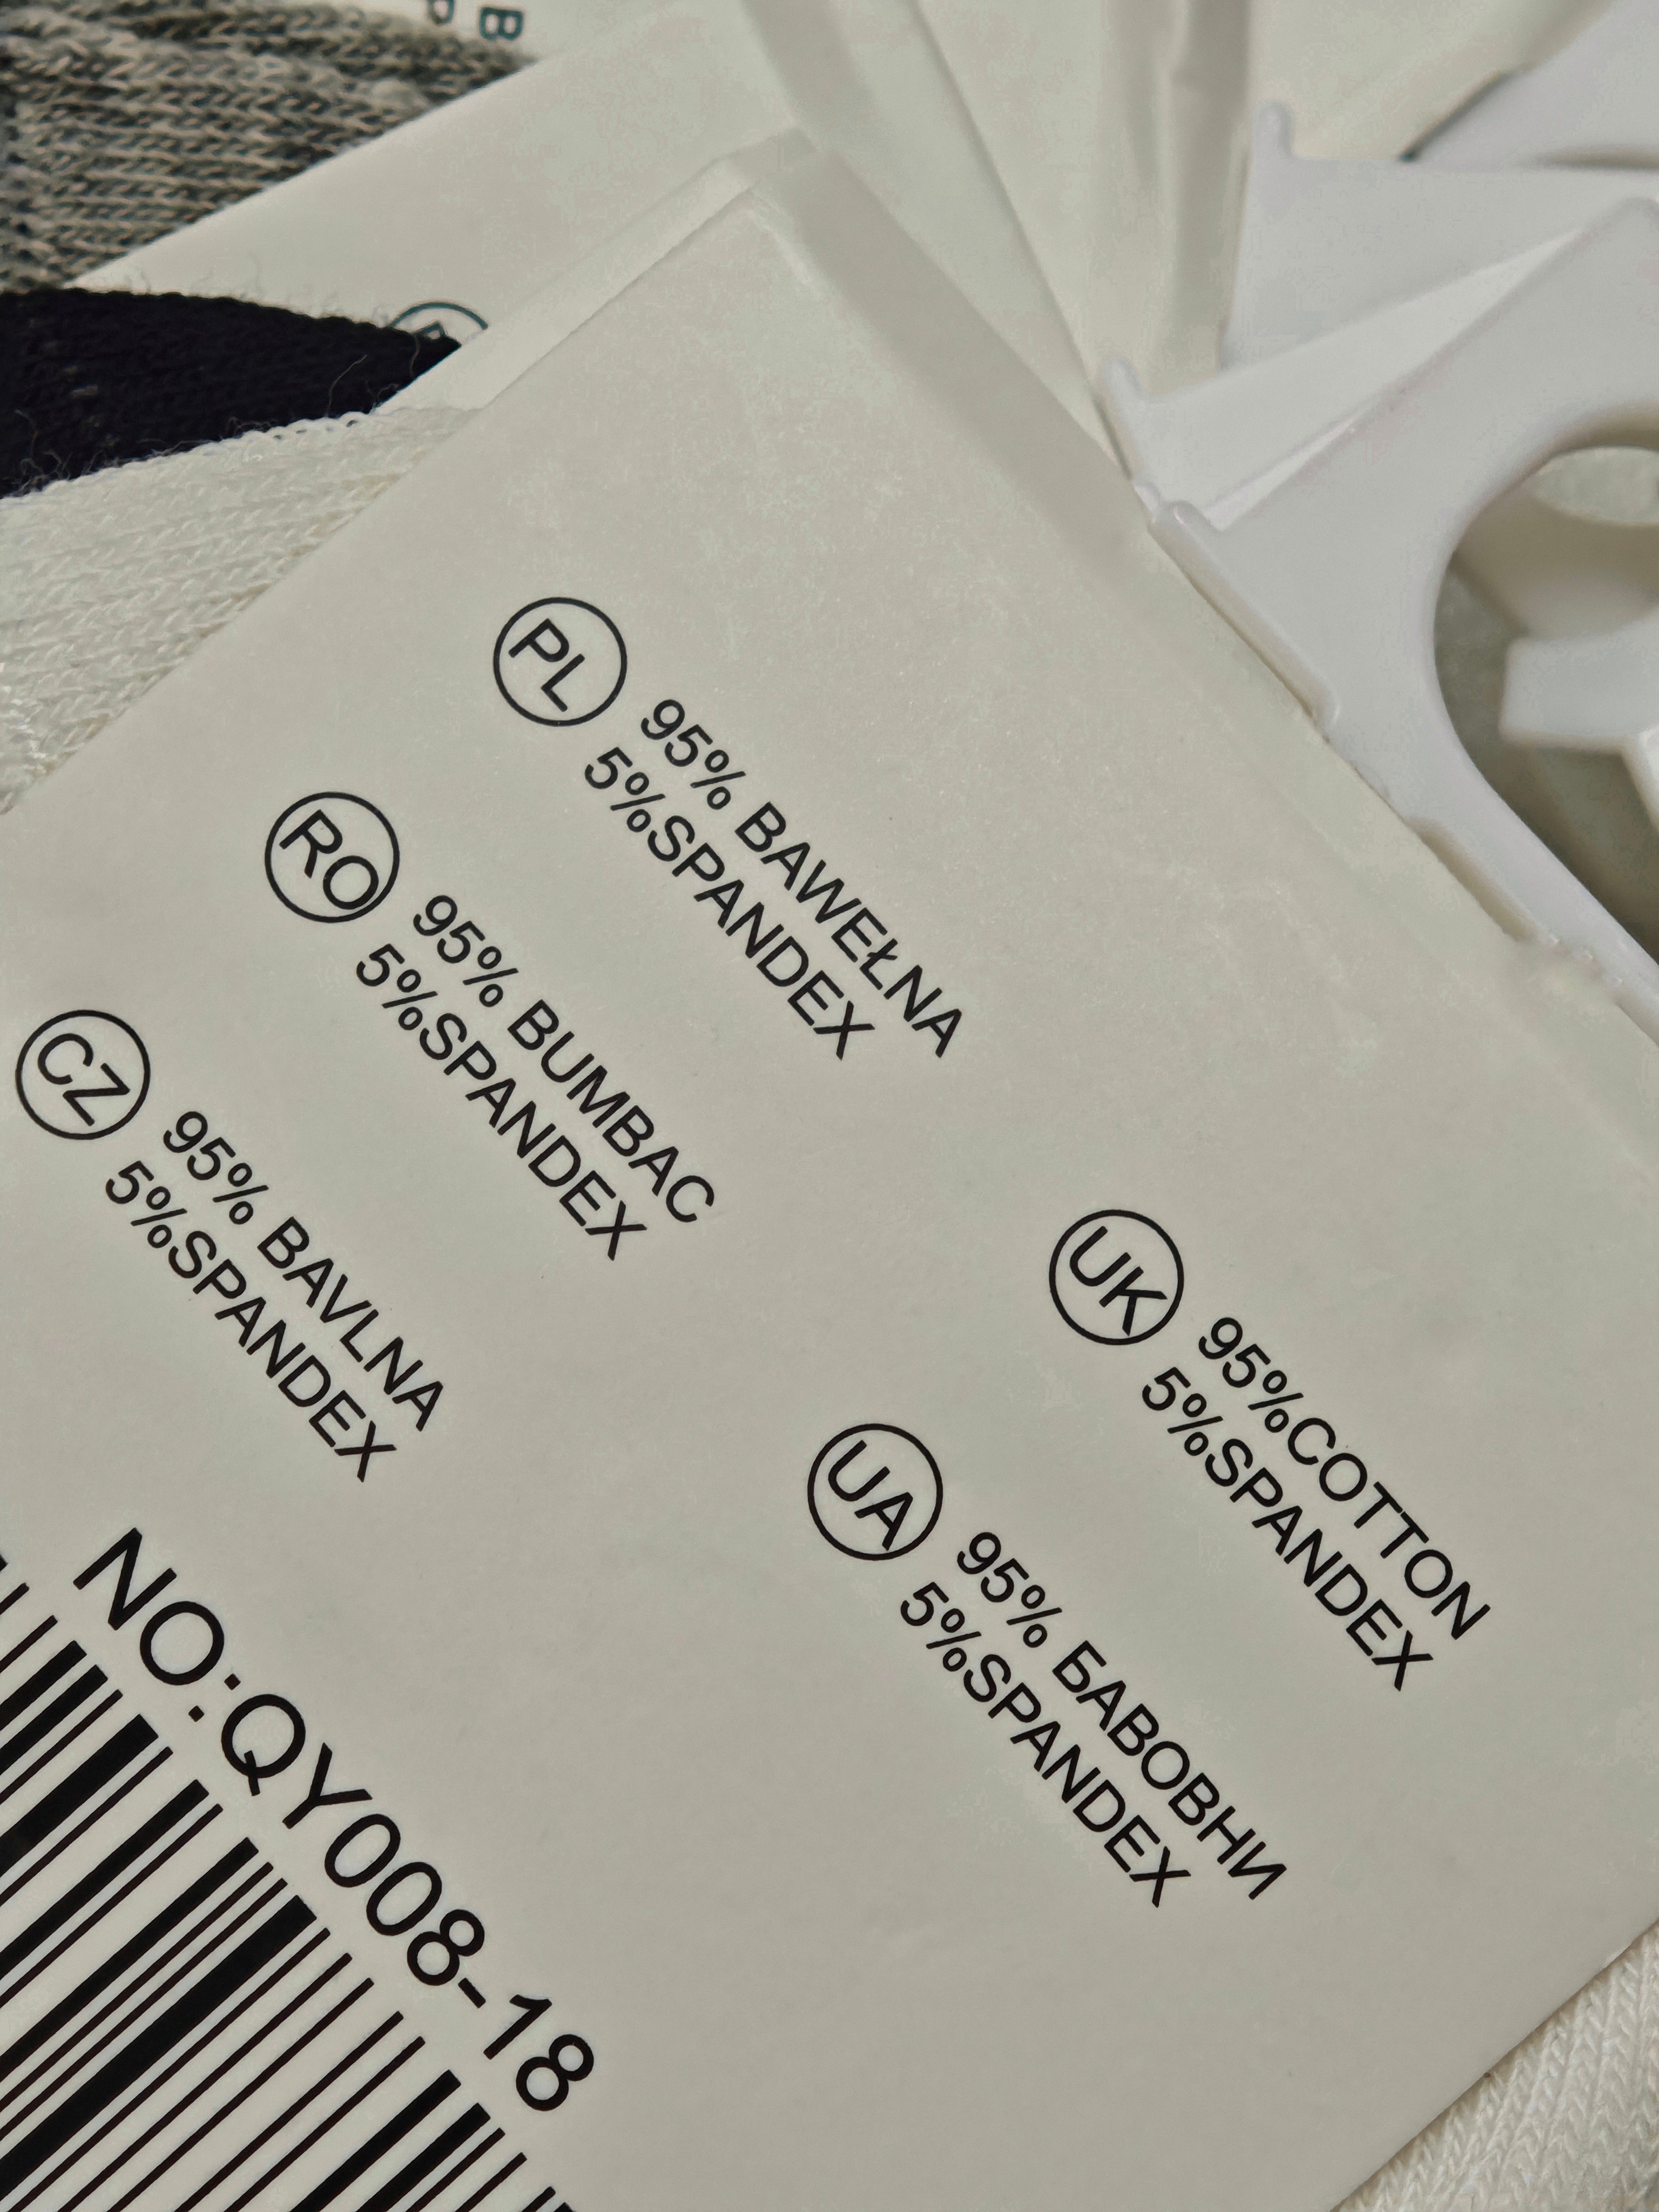 PL
95% BAWEŁNA
5%SPANDEX
RO
95% BUMBAC
5%SPANDEX
CZ
95% BAVLNA
5%SPANDEX
UK
95%COTTON
5%SPANDEX
UA
95% БАВОВНИ
5%SPANDEX
NO:QY008-18